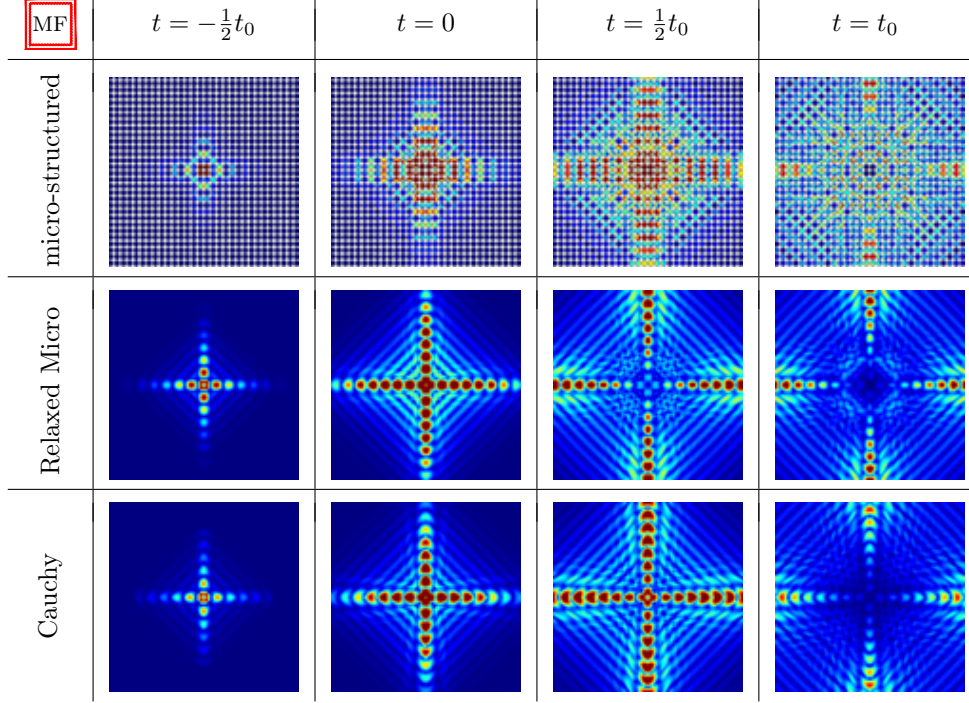 MF
t = −½t₀
t = 0
t = ½t₀
t = t₀
micro-structured
Relaxed Micro
Cauchy